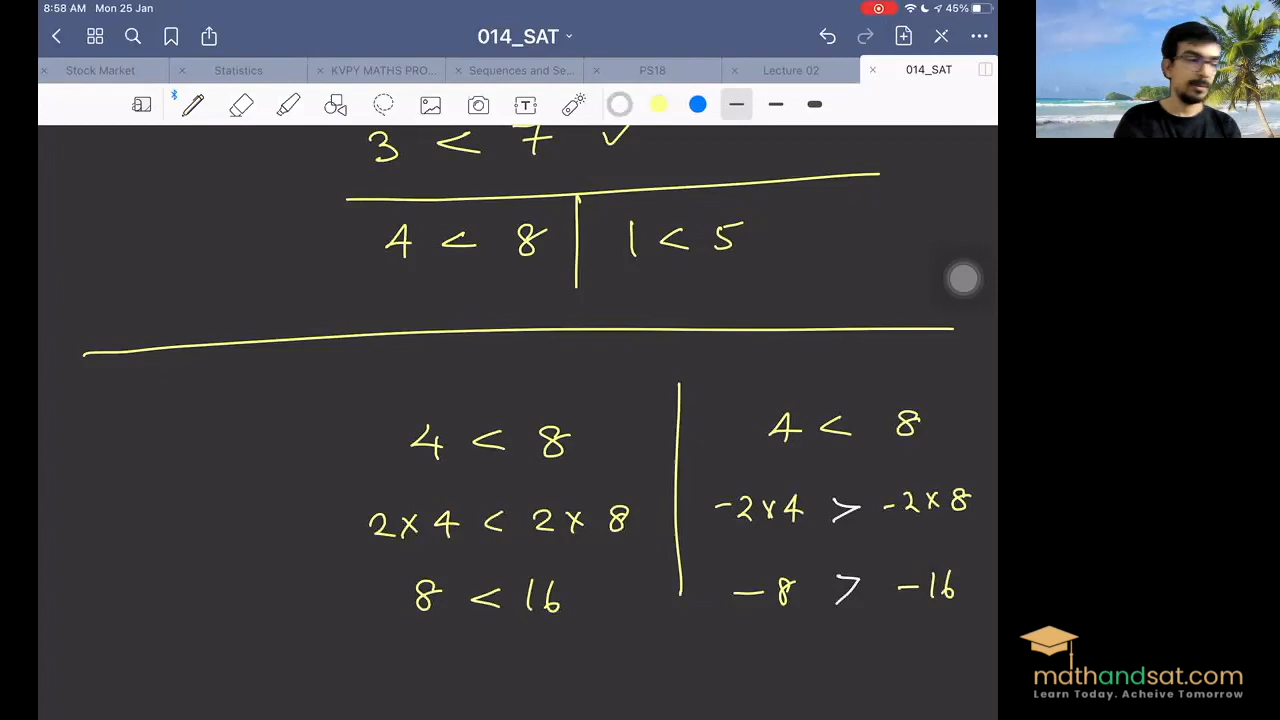 8:58 AM Mon 25 Jan
45%
014_SAT
Stock Market
Statistics
KVPY MATHS PRO...
Sequences and Se...
PS18
Lecture 02
014_SAT
T
3 < 7 ✓
4 < 8 | 1 < 5
4 < 8
2 × 4 < 2 × 8
8 < 16
4 < 8
-2 × 4 > -2 × 8
-8 > -16
mathandsat.com
Learn Today. Acheive Tomorrow